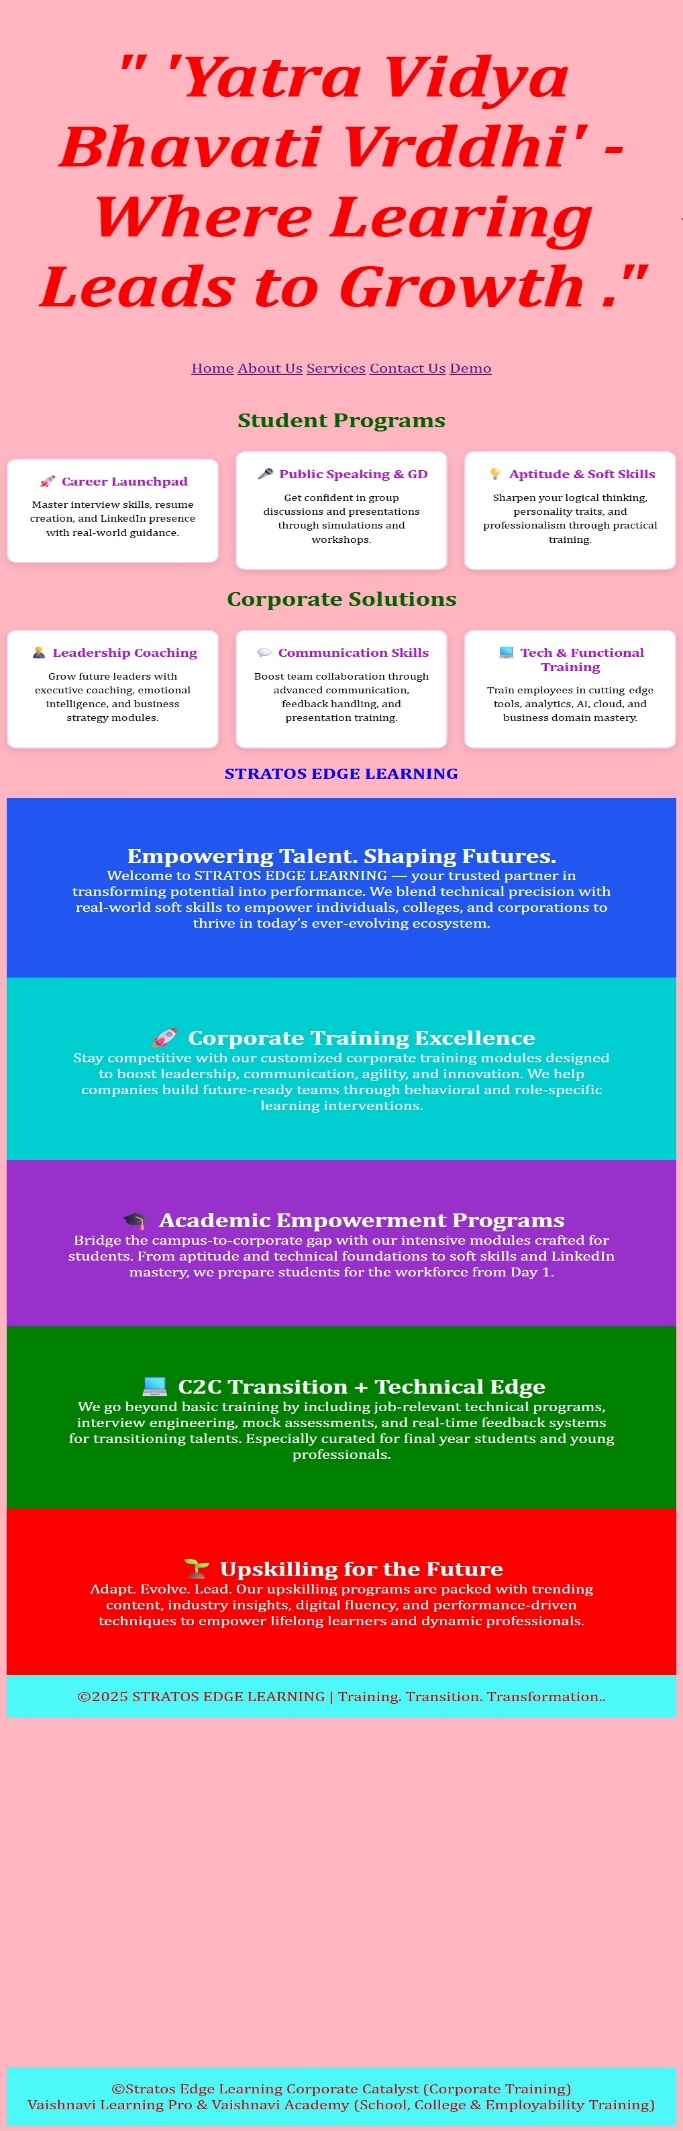 " 'Yatra Vidya
Bhavati Vrddhi' -
Where Learing
Leads to Growth ."
Home About Us Services Contact Us Demo
Student Programs
🚀 Career Launchpad
Master interview skills, resume
creation, and LinkedIn presence
with real-world guidance.
🎤 Public Speaking & GD
Get confident in group
discussions and presentations
through simulations and
workshops.
💡 Aptitude & Soft Skills
Sharpen your logical thinking,
personality traits, and
professionalism through practical
training.
Corporate Solutions
Leadership Coaching
Grow future leaders with
executive coaching, emotional
intelligence, and business
strategy modules.
💬 Communication Skills
Boost team collaboration through
advanced communication,
feedback handling, and
presentation training.
💻 Tech & Functional
Training
Train employees in cutting-edge
tools, analytics, AI, cloud, and
business domain mastery.
STRATOS EDGE LEARNING
Empowering Talent. Shaping Futures.
Welcome to STRATOS EDGE LEARNING — your trusted partner in
transforming potential into performance. We blend technical precision with
real-world soft skills to empower individuals, colleges, and corporations to
thrive in today's ever-evolving ecosystem.
🚀 Corporate Training Excellence
Stay competitive with our customized corporate training modules designed
to boost leadership, communication, agility, and innovation. We help
companies build future-ready teams through behavioral and role-specific
learning interventions.
🎓 Academic Empowerment Programs
Bridge the campus-to-corporate gap with our intensive modules crafted for
students. From aptitude and technical foundations to soft skills and LinkedIn
mastery, we prepare students for the workforce from Day 1.
💻 C2C Transition + Technical Edge
We go beyond basic training by including job-relevant technical programs,
interview engineering, mock assessments, and real-time feedback systems
for transitioning talents. Especially curated for final year students and young
professionals.
🌱 Upskilling for the Future
Adapt. Evolve. Lead. Our upskilling programs are packed with trending
content, industry insights, digital fluency, and performance-driven
techniques to empower lifelong learners and dynamic professionals.
©2025 STRATOS EDGE LEARNING | Training. Transition. Transformation..
©Stratos Edge Learning Corporate Catalyst (Corporate Training)
Vaishnavi Learning Pro & Vaishnavi Academy (School, College & Employability Training)